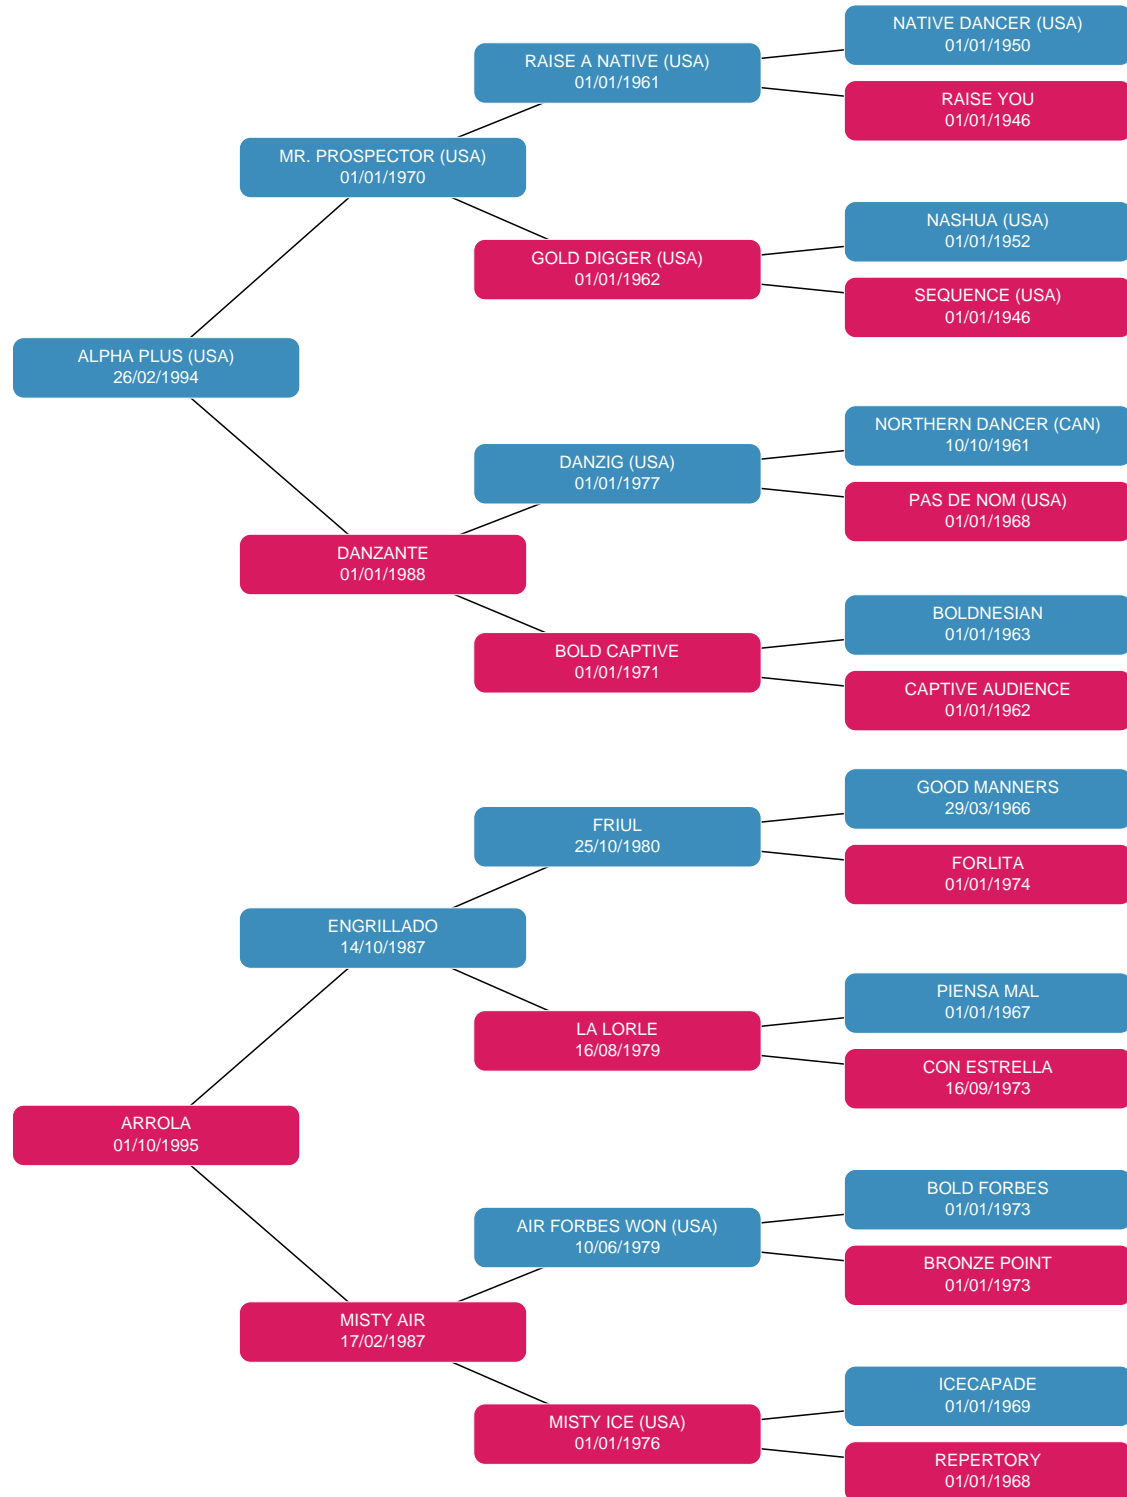 NATIVE DANCER (USA)
01/01/1950
RAISE A NATIVE (USA)
01/01/1961
RAISE YOU
01/01/1946
MR. PROSPECTOR (USA)
01/01/1970
NASHUA (USA)
01/01/1952
GOLD DIGGER (USA)
01/01/1962
SEQUENCE (USA)
01/01/1946
ALPHA PLUS (USA)
26/02/1994
NORTHERN DANCER (CAN)
10/10/1961
DANZIG (USA)
01/01/1977
PAS DE NOM (USA)
01/01/1968
DANZANTE
01/01/1988
BOLDNESIAN
01/01/1963
BOLD CAPTIVE
01/01/1971
CAPTIVE AUDIENCE
01/01/1962
GOOD MANNERS
29/03/1966
FRIUL
25/10/1980
FORLITA
01/01/1974
ENGRILLADO
14/10/1987
PIENSA MAL
01/01/1967
LA LORLE
16/08/1979
CON ESTRELLA
16/09/1973
ARROLA
01/10/1995
BOLD FORBES
01/01/1973
AIR FORBES WON (USA)
10/06/1979
BRONZE POINT
01/01/1973
MISTY AIR
17/02/1987
ICECAPADE
01/01/1969
MISTY ICE (USA)
01/01/1976
REPERTORY
01/01/1968